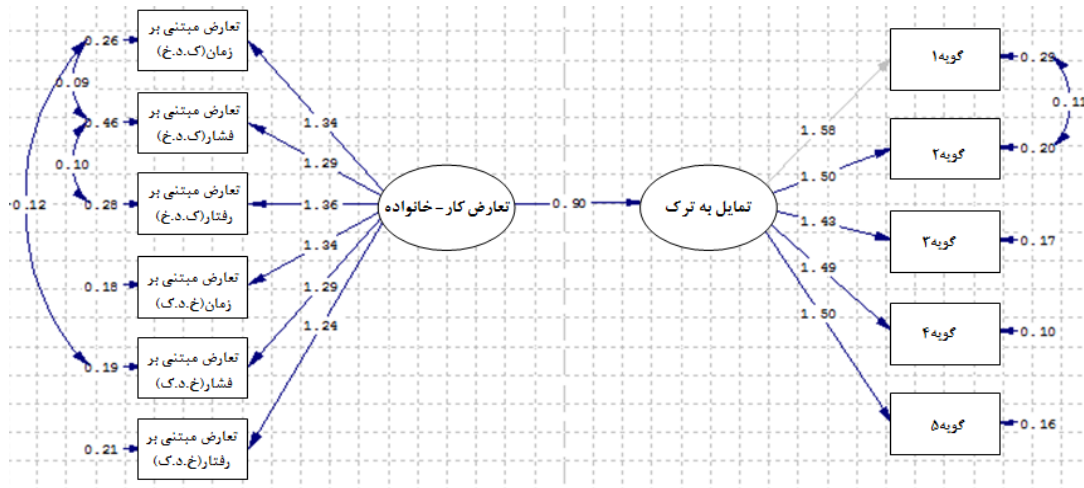 تعارض مبتنی بر
زمان(ک.د.خ)
0.26
0.09
تعارض مبتنی بر
فشار(ک.د.خ)
0.46
0.10
تعارض مبتنی بر
رفتار(ک.د.خ)
0.28
0.12
تعارض مبتنی بر
زمان(خ.د.ک)
0.18
تعارض مبتنی بر
فشار(خ.د.ک)
0.19
تعارض مبتنی بر
رفتار(خ.د.ک)
0.21
1.34
1.29
1.36
1.34
1.29
1.24
تعارض کار-خانواده
0.90
تمایل به ترک
1.58
1.50
1.43
1.49
1.50
گویه۱
0.29
0.11
گویه۲
0.20
گویه۳
0.17
گویه۴
0.10
گویه۵
0.16